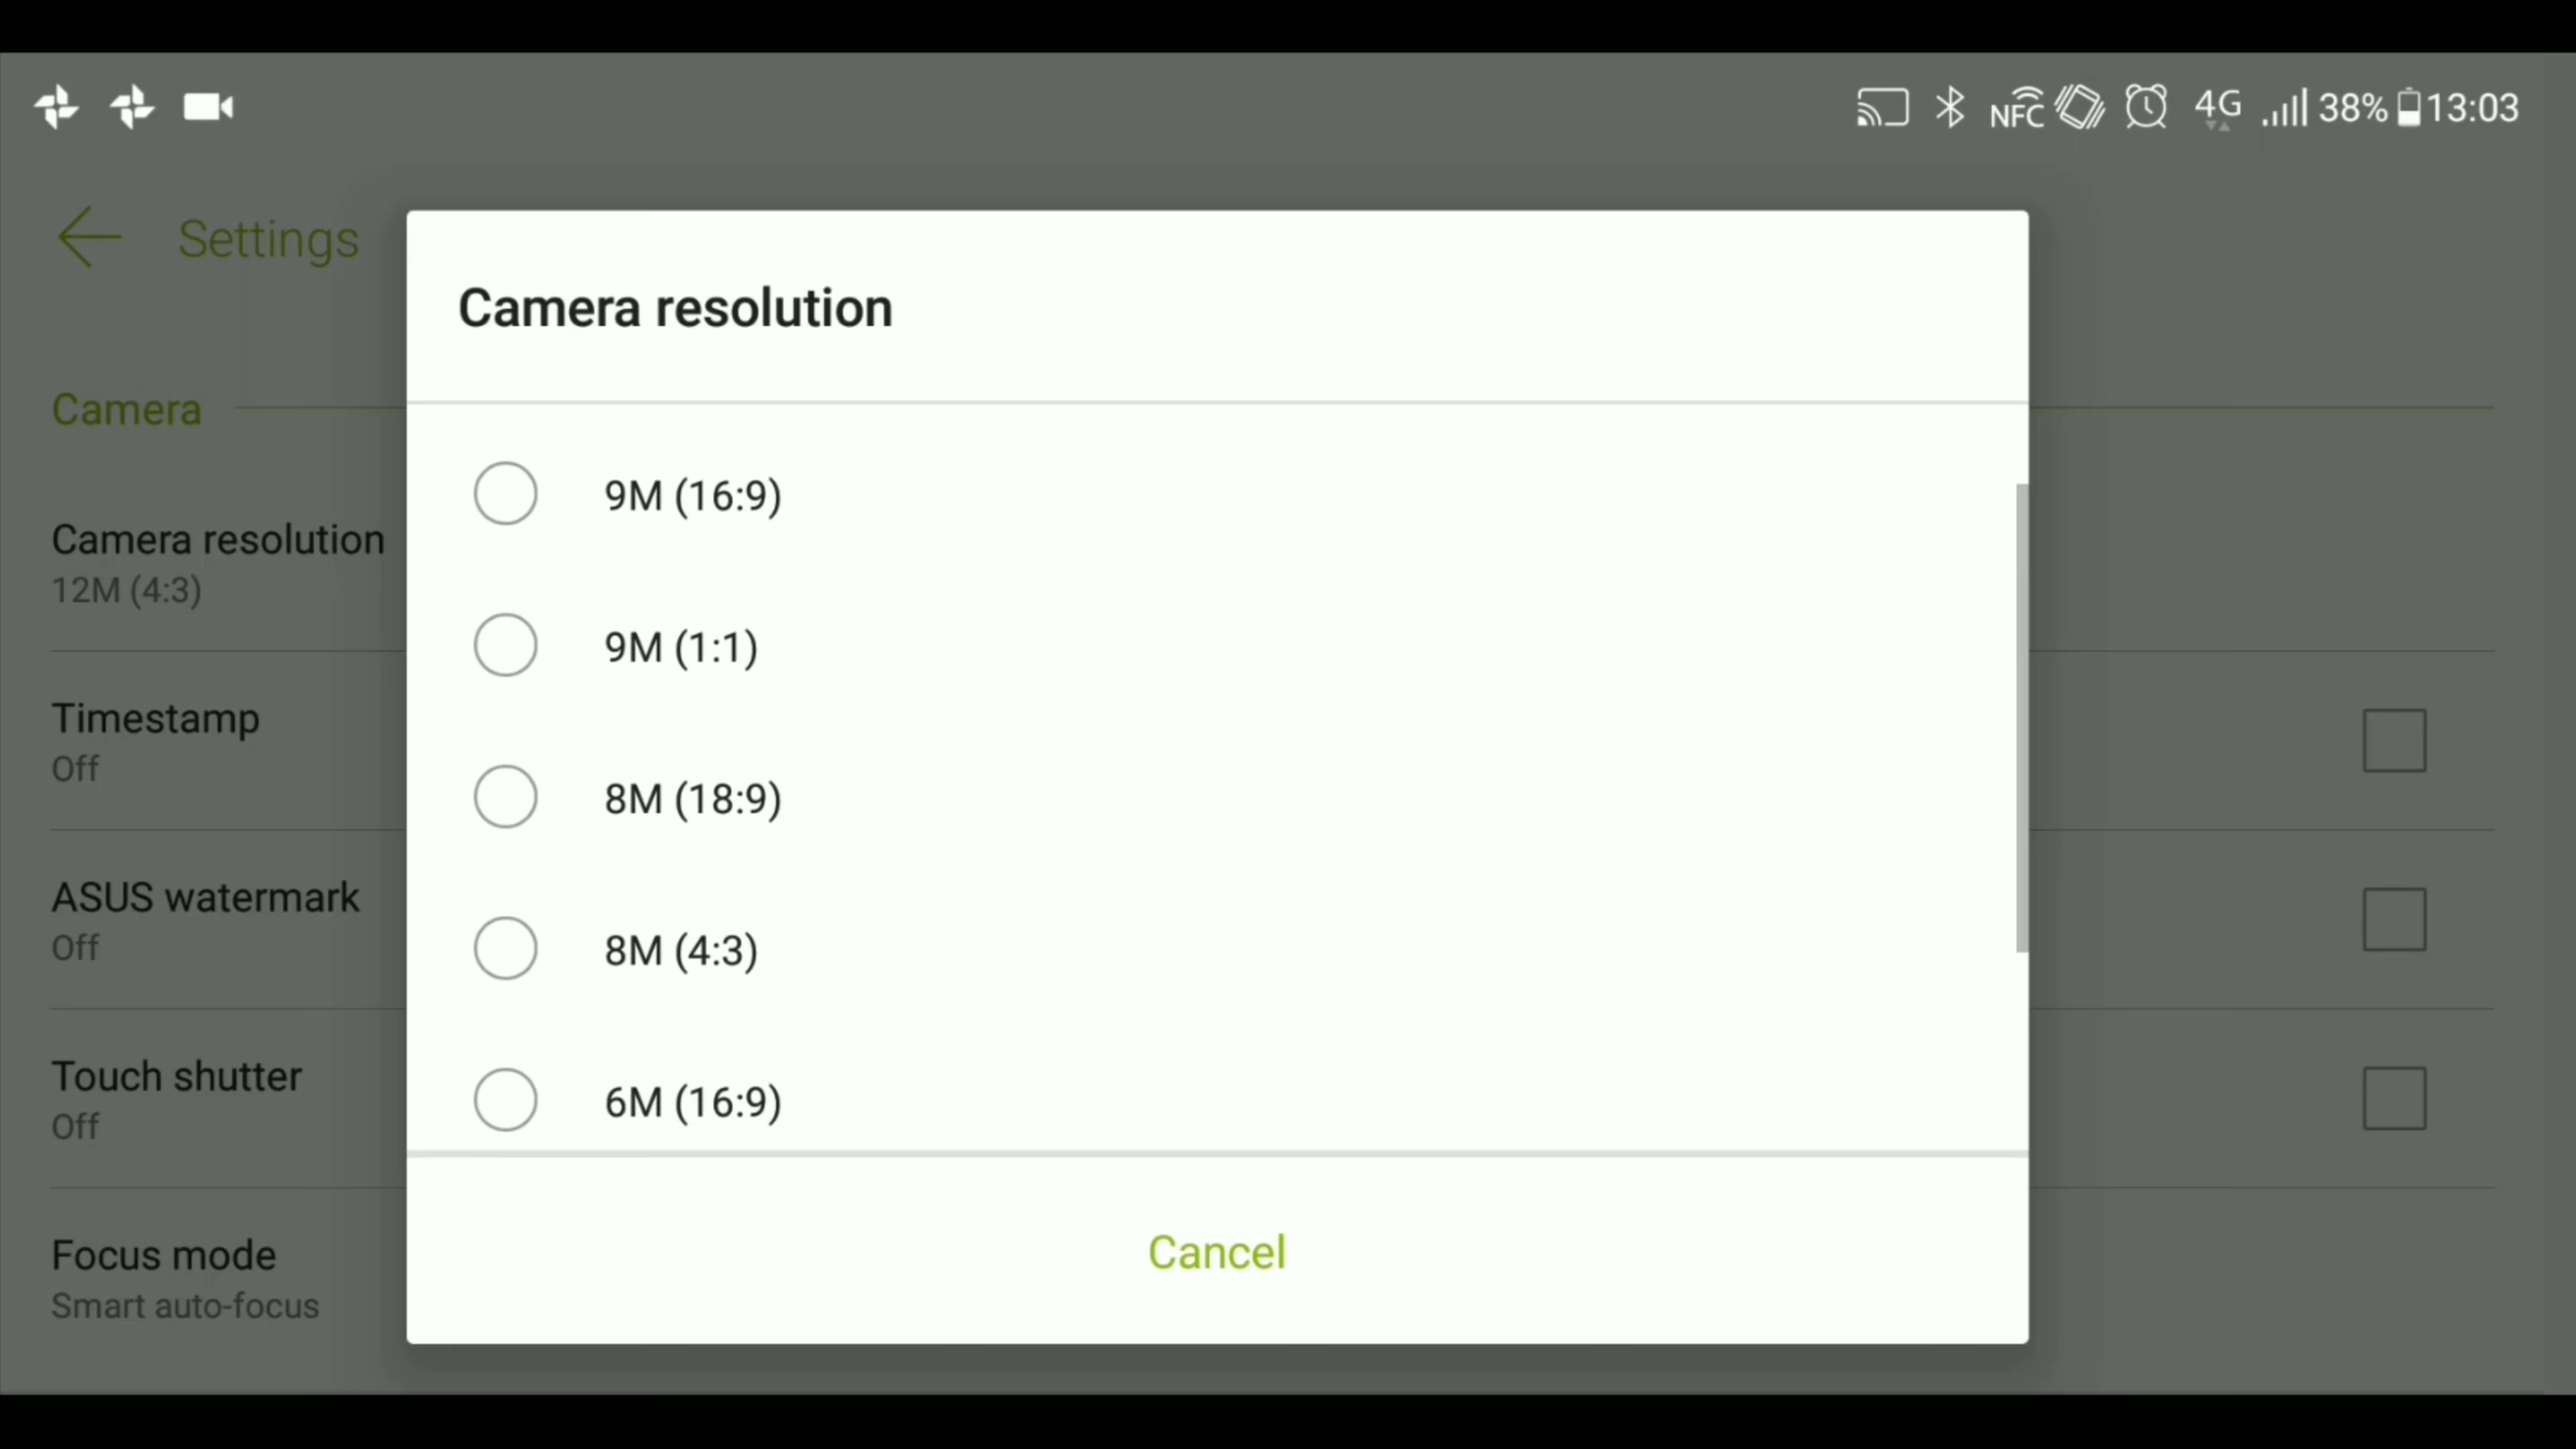 NFC 4G 38% 13:03
Settings
Camera resolution
Camera
9M (16:9)
Camera resolution
12M (4:3)
9M (1:1)
Timestamp
Off
8M (18:9)
ASUS watermark
Off
8M (4:3)
Touch shutter
Off
6M (16:9)
Focus mode
Smart auto-focus
Cancel